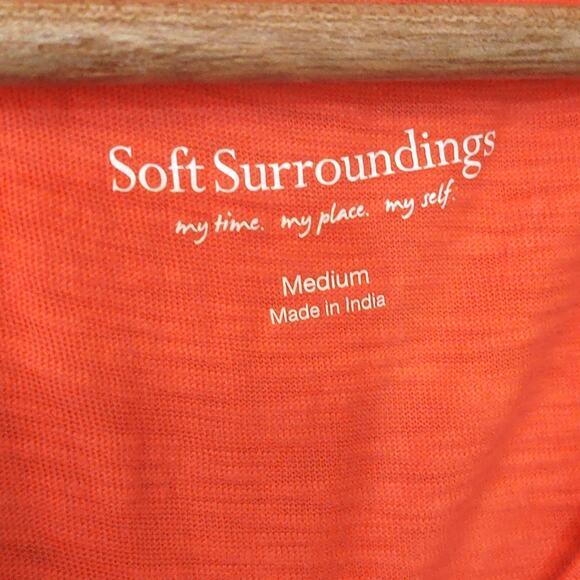 Soft Surroundings
my time. my place. my self.
Medium
Made in India